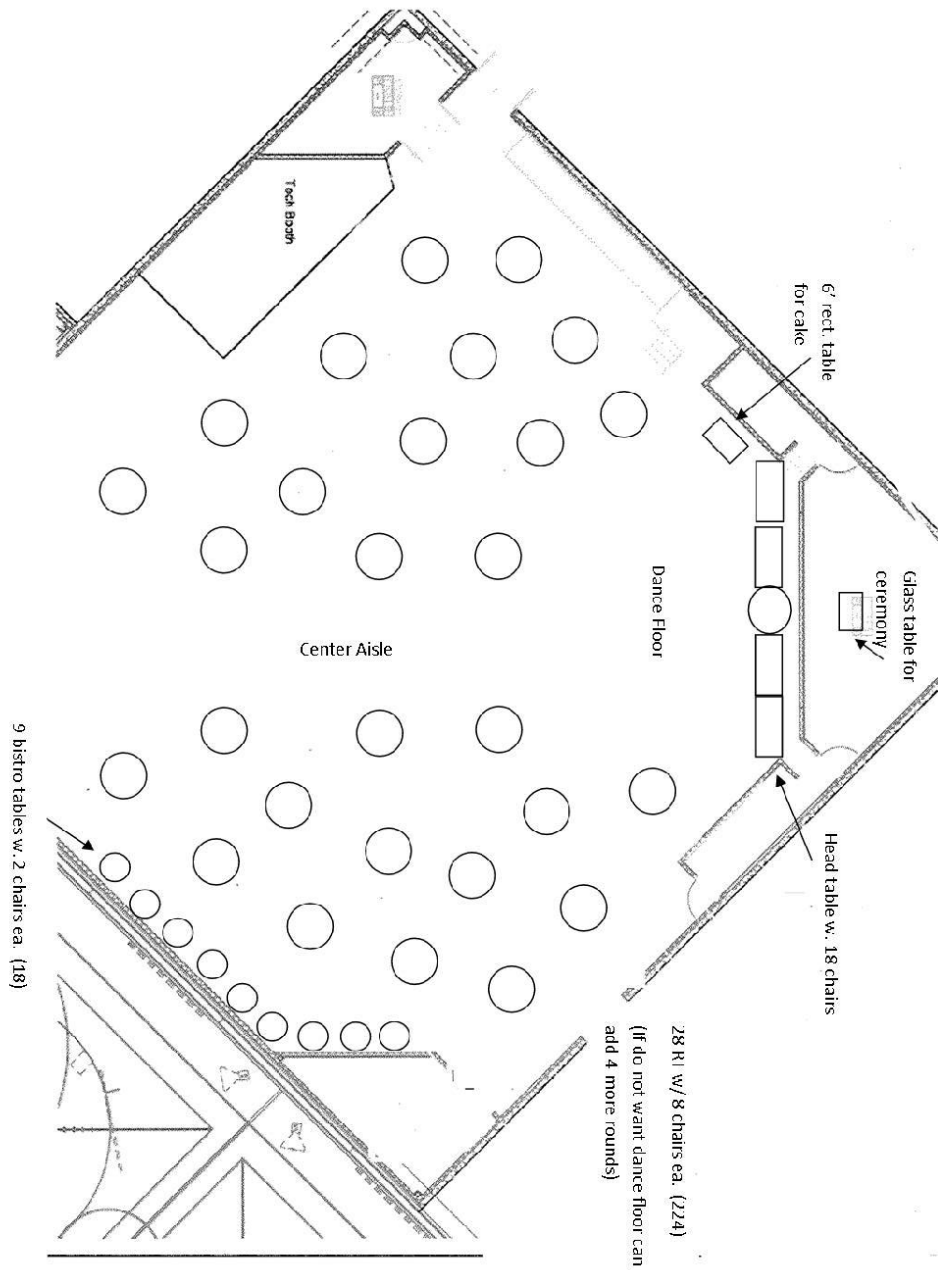 Tech Booth
6' rect. table
for cake
Glass table for
ceremony
Dance Floor
Center Aisle
Head table w. 18 chairs
28 RT w/ 8 chairs ea. (224)
(If do not want dance floor can
add 4 more rounds)
9 bistro tables w. 2 chairs ea. (18)